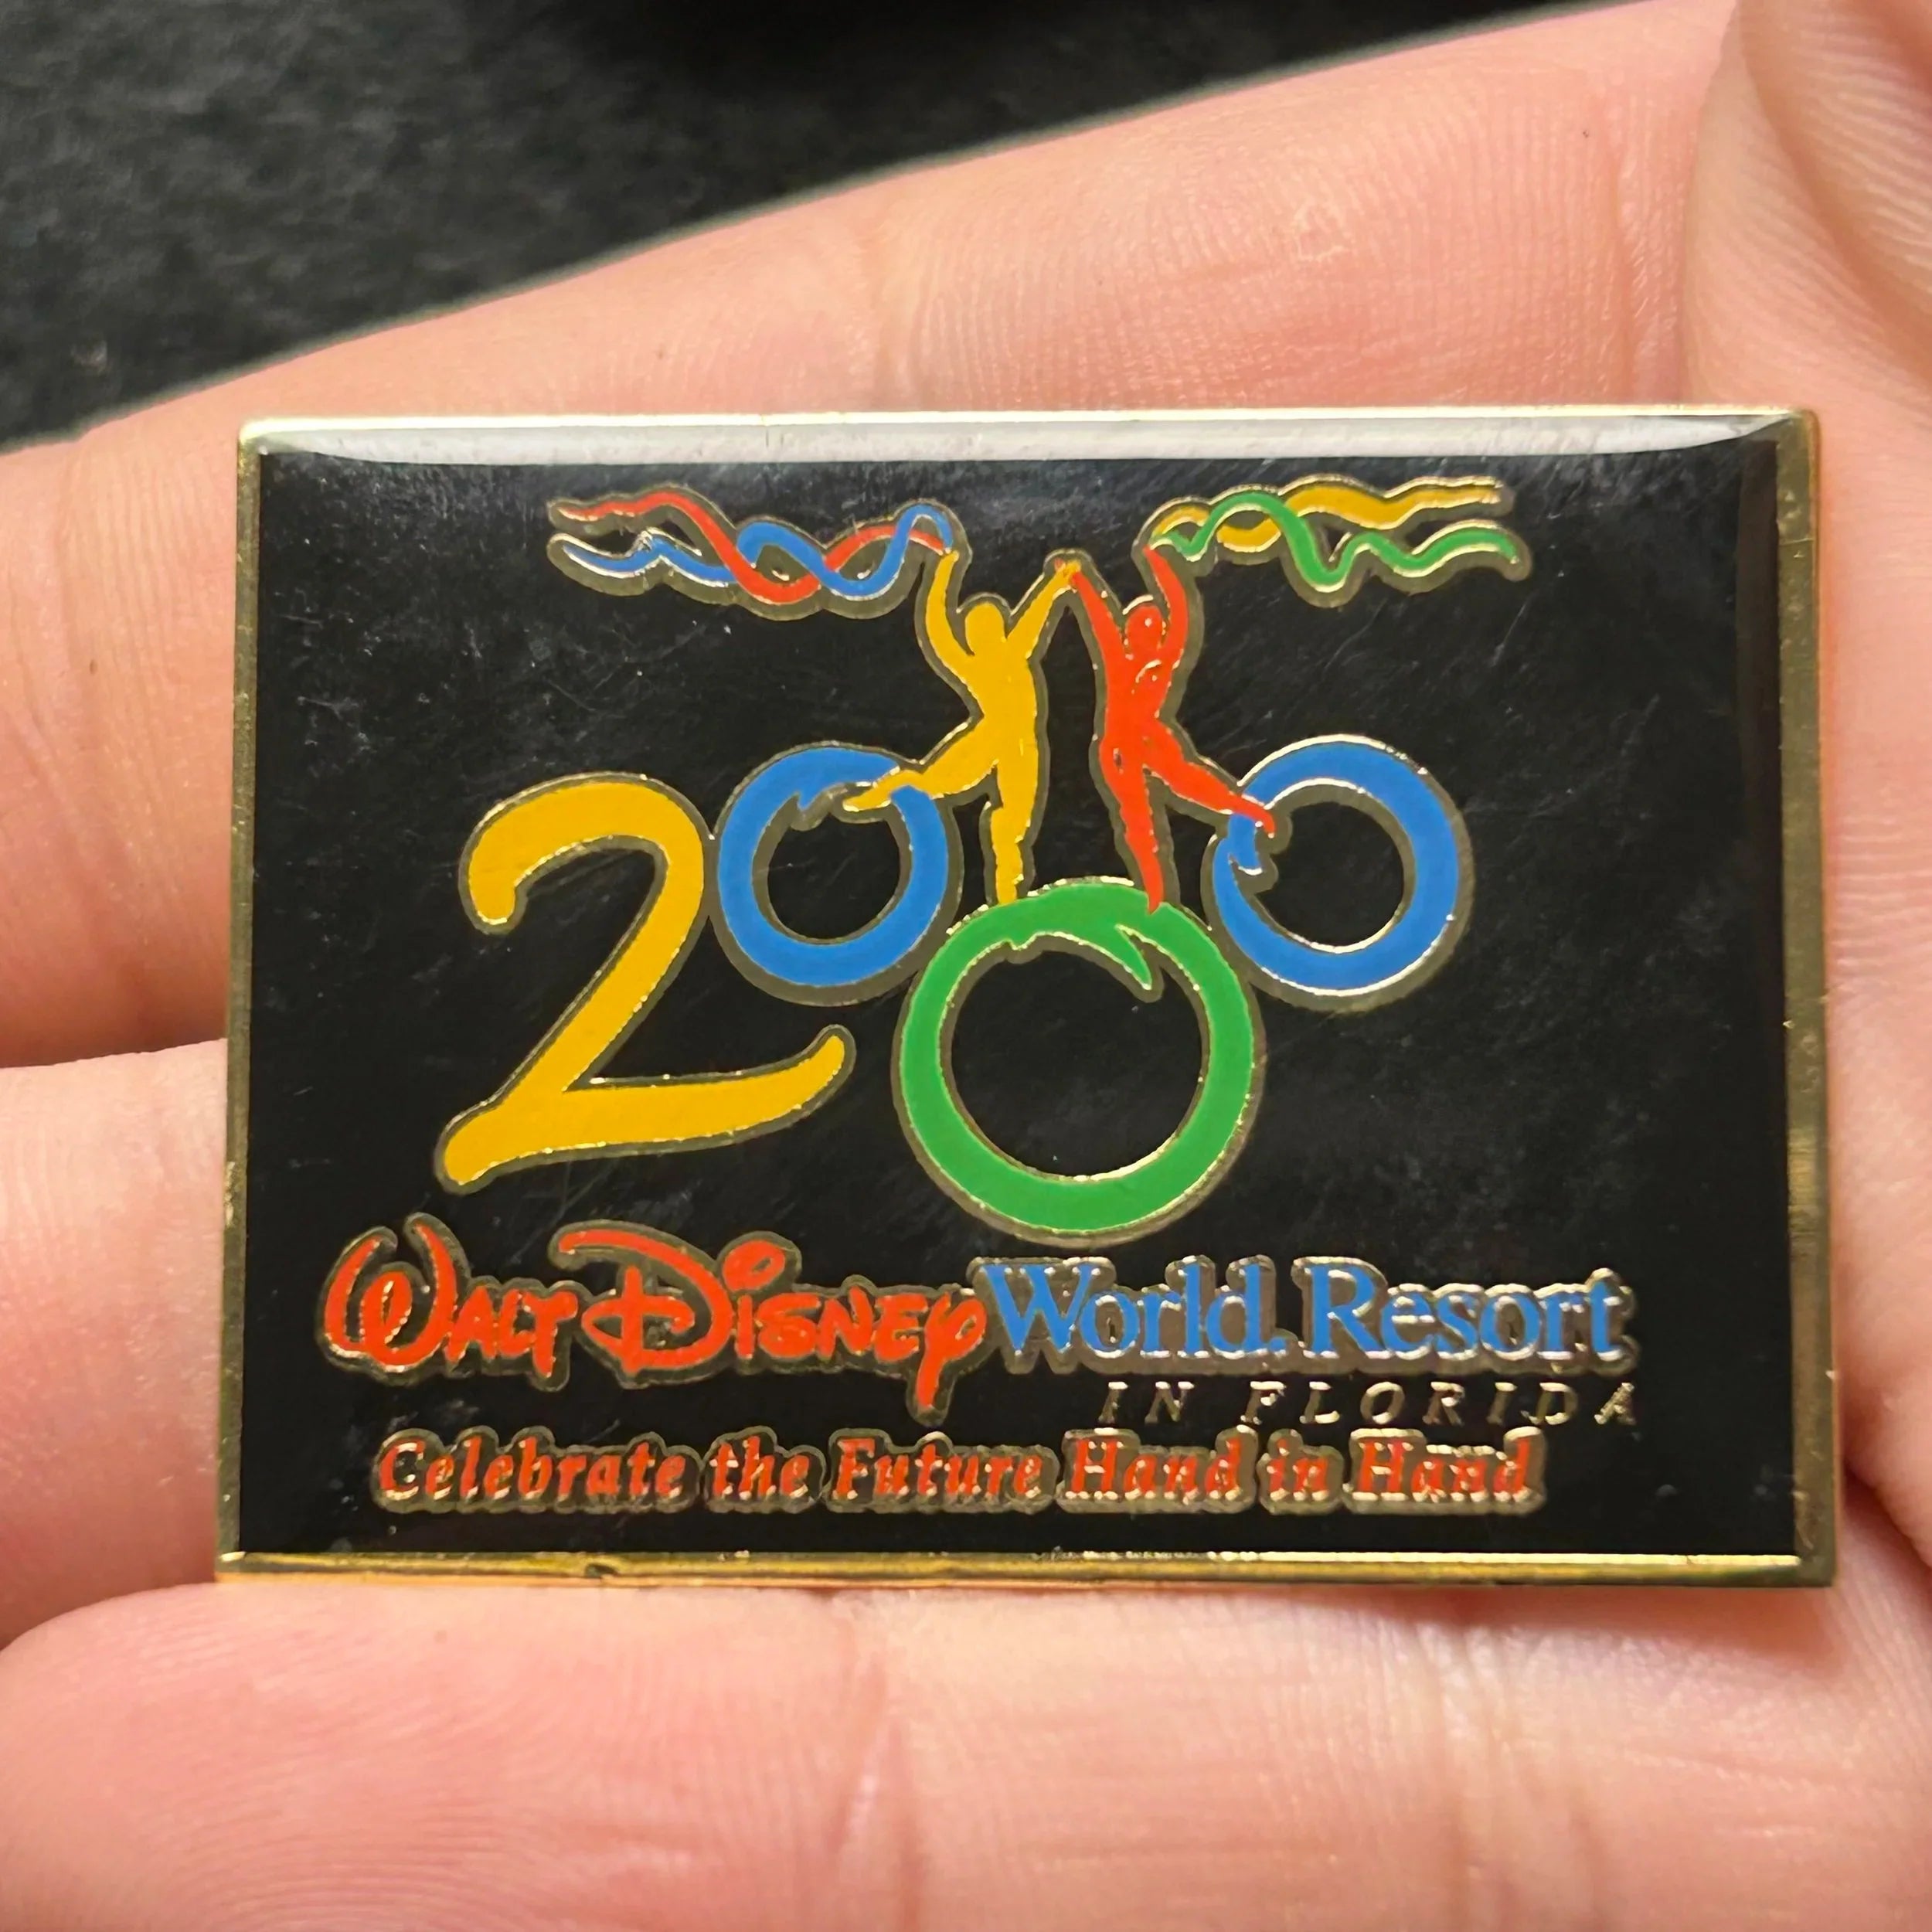 2000
WALT DISNEY World. Resort
IN FLORIDA
Celebrate the Future Hand in Hand